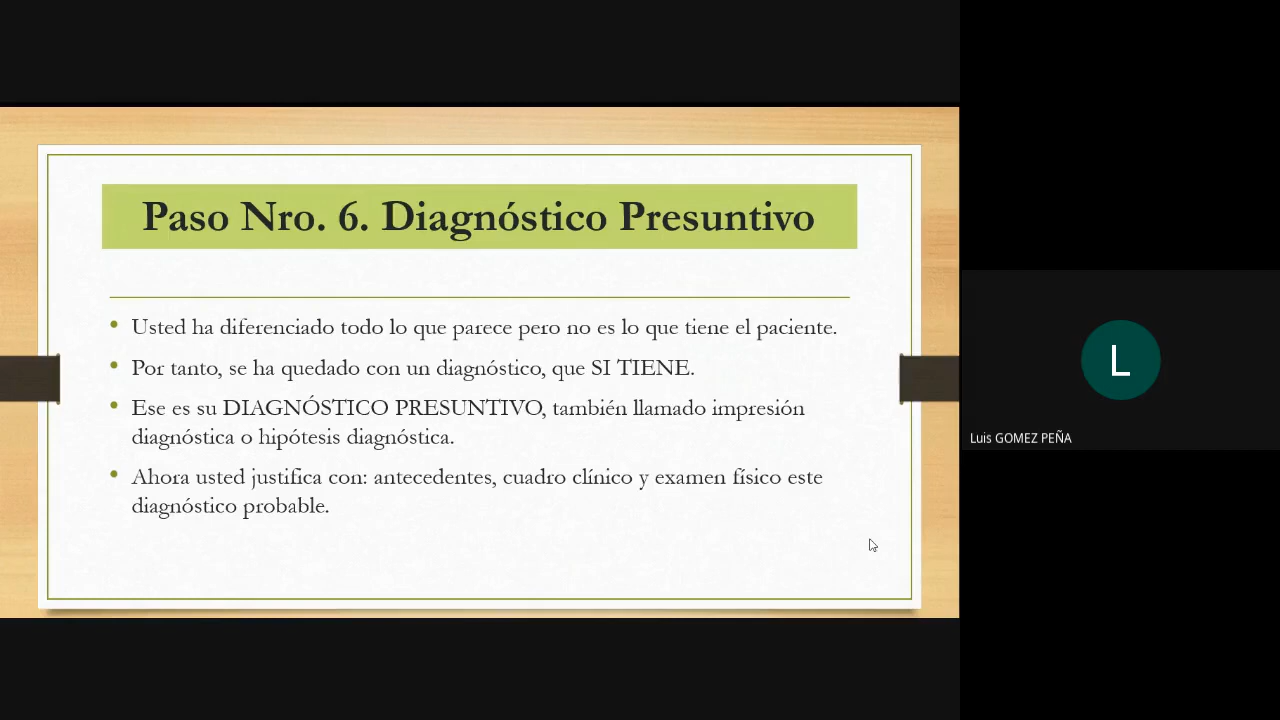 Paso Nro. 6. Diagnóstico Presuntivo
• Usted ha diferenciado todo lo que parece pero no es lo que tiene el paciente.
• Por tanto, se ha quedado con un diagnóstico, que SI TIENE.
• Ese es su DIAGNÓSTICO PRESUNTIVO, también llamado impresión
diagnóstica o hipótesis diagnóstica.
• Ahora usted justifica con: antecedentes, cuadro clínico y examen físico este
diagnóstico probable.
L
Luis GOMEZ PEÑA